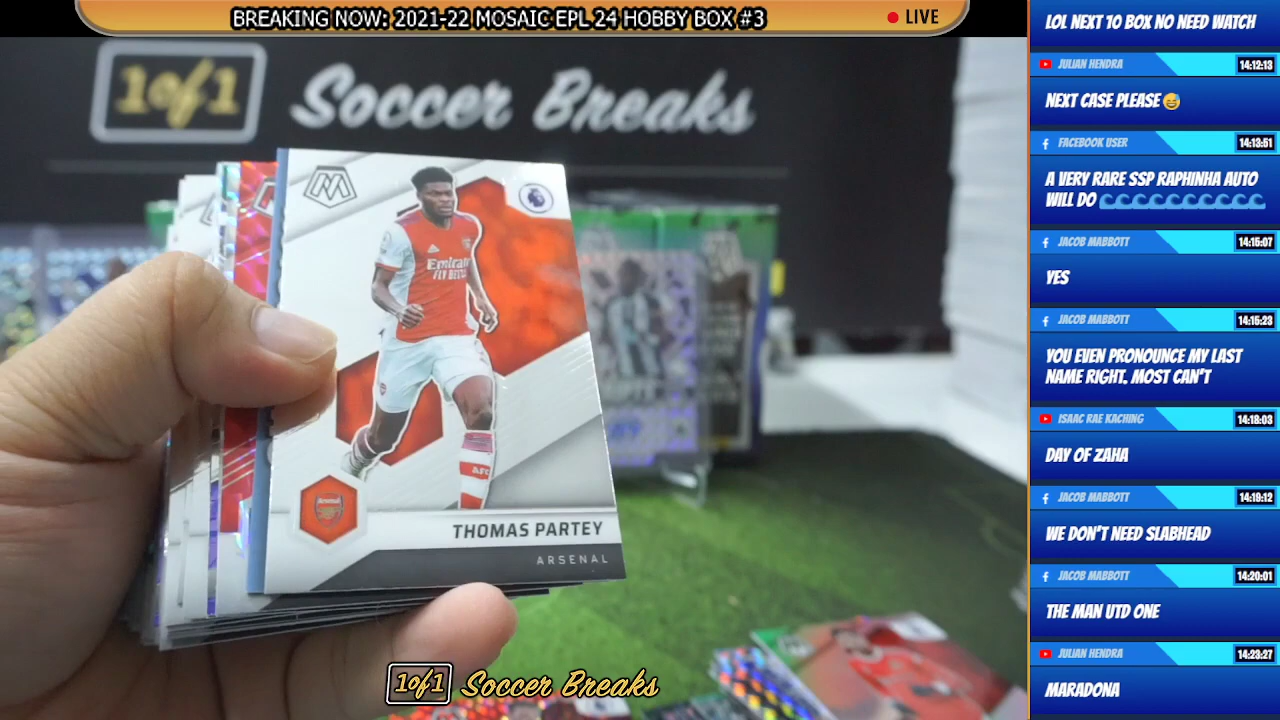 BREAKING NOW: 2021-22 MOSAIC EPL 24 HOBBY BOX #3
LIVE
1of1 Soccer Breaks
Emirates
FLY BETTER
Arsenal
AFC
THOMAS PARTEY
ARSENAL
1of1 Soccer Breaks
LOL NEXT 10 BOX NO NEED WATCH
JULIAN HENDRA 14:12:13
NEXT CASE PLEASE😅
FACEBOOK USER 14:13:51
A VERY RARE SSP RAPHINHA AUTO
WILL DO 🌊🌊🌊🌊🌊🌊🌊🌊🌊🌊
JACOB MABBOTT 14:15:07
YES
JACOB MABBOTT 14:15:23
YOU EVEN PRONOUNCE MY LAST
NAME RIGHT. MOST CAN'T
ISAAC RAE KACHING 14:18:03
DAY OF ZAHA
JACOB MABBOTT 14:19:12
WE DON'T NEED SLABHEAD
JACOB MABBOTT 14:20:01
THE MAN UTD ONE
JULIAN HENDRA 14:23:27
MARADONA